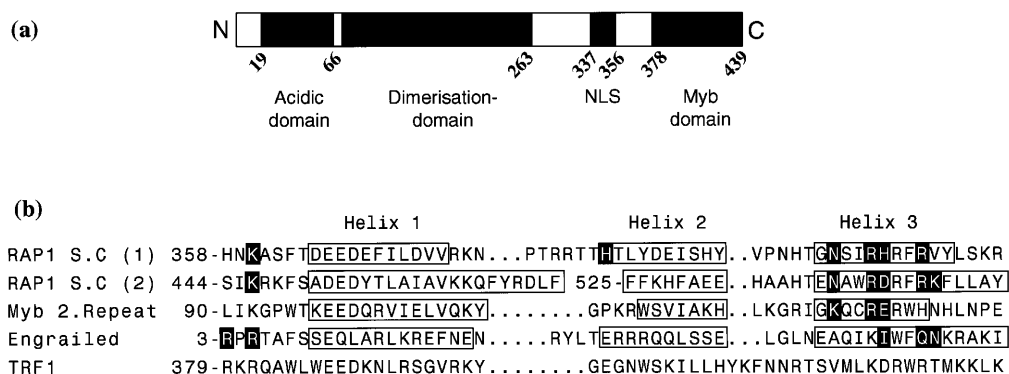 (a)
N C
19 66 263 337 356 378 439
Acidic domain Dimerisation-domain NLS Myb domain
(b)
Helix 1 Helix 2 Helix 3
RAP1 S.C (1) 358-HNKASFTDEEDEFILDVVRKN...PTRRTTHTLYDEISHY..VPNHTGNSIRHRFRVYLSKR
RAP1 S.C (2) 444-SIKRKFSADEDYTLAIAVKKQFYRDLF 525-FFKHFAEE..HAAHTENAWRDRFRKFLLAY
Myb 2.Repeat 90-LIKGPWTKEEDQRVIELVQKY........GPKRWSVIAKH..LKGRIGKQCRERWHNHLNPE
Engrailed 3-RPRTAFSSEQLARLKREFNEN.....RYLTERRRQQLSSE...LGLNEAQIKIWFQNKRAKI
TRF1 379-RKRQAWLWEEDKNLRSGVRKY........GEGNWSKILLHYKFNNRTSVMLKDRWRTMKKLK